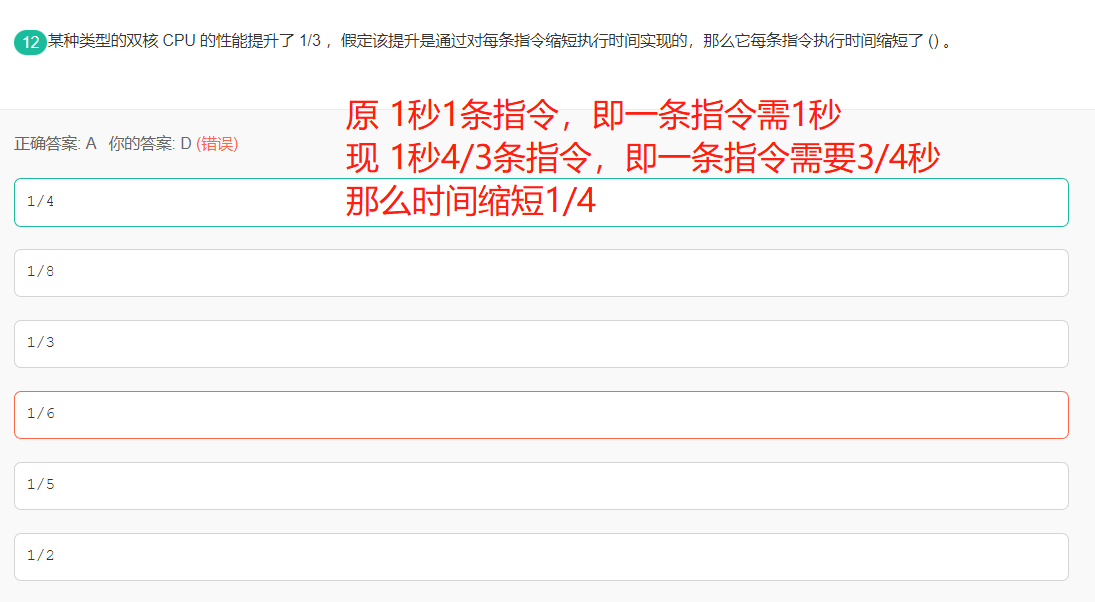 12 某种类型的双核 CPU 的性能提升了 1/3 ，假定该提升是通过对每条指令缩短执行时间实现的，那么它每条指令执行时间缩短了 () 。
原 1秒1条指令，即一条指令需1秒
正确答案: A 你的答案: D (错误)
现 1秒4/3条指令，即一条指令需要3/4秒
那么时间缩短1/4
1/4
1/8
1/3
1/6
1/5
1/2